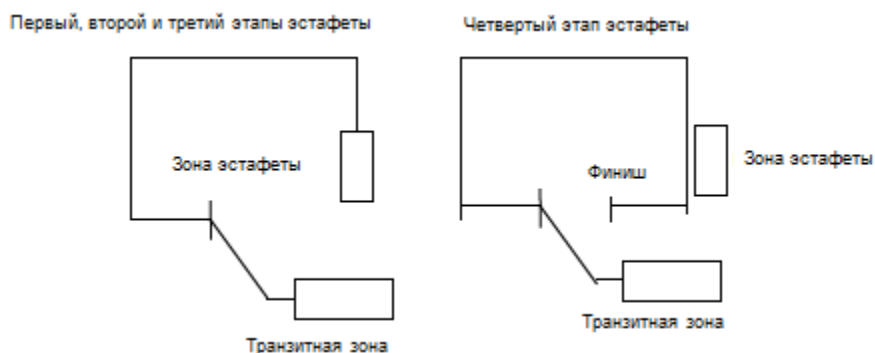 Первый, второй и третий этапы эстафеты
Четвертый этап эстафеты
Зона эстафеты
Зона эстафеты
Финиш
Транзитная зона
Транзитная зона